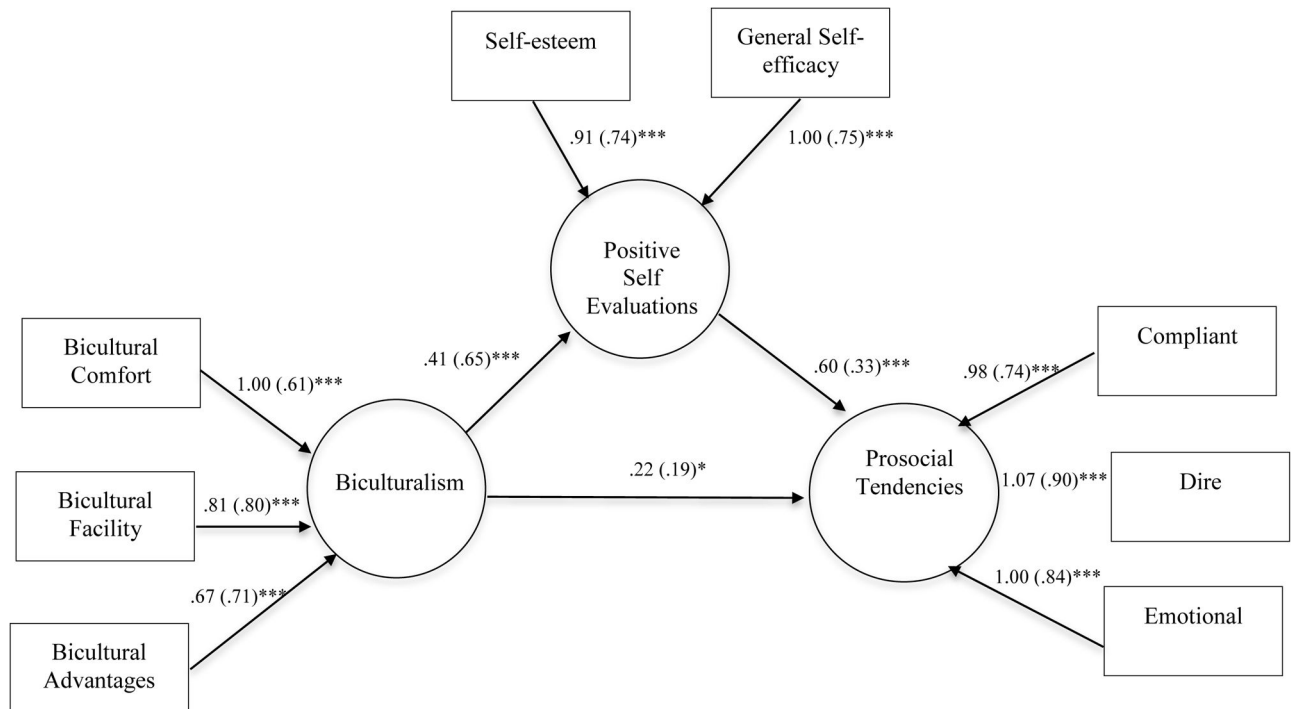 Self-esteem
General Self-
efficacy
.91 (.74)***
1.00 (.75)***
Positive
Self
Evaluations
Bicultural
Comfort
1.00 (.61)***
.41 (.65)***
.60 (.33)***
Compliant
.98 (.74)***
Bicultural
Facility
.81 (.80)***
Biculturalism
.22 (.19)*
Prosocial
Tendencies
1.07 (.90)***
Dire
.67 (.71)***
1.00 (.84)***
Emotional
Bicultural
Advantages